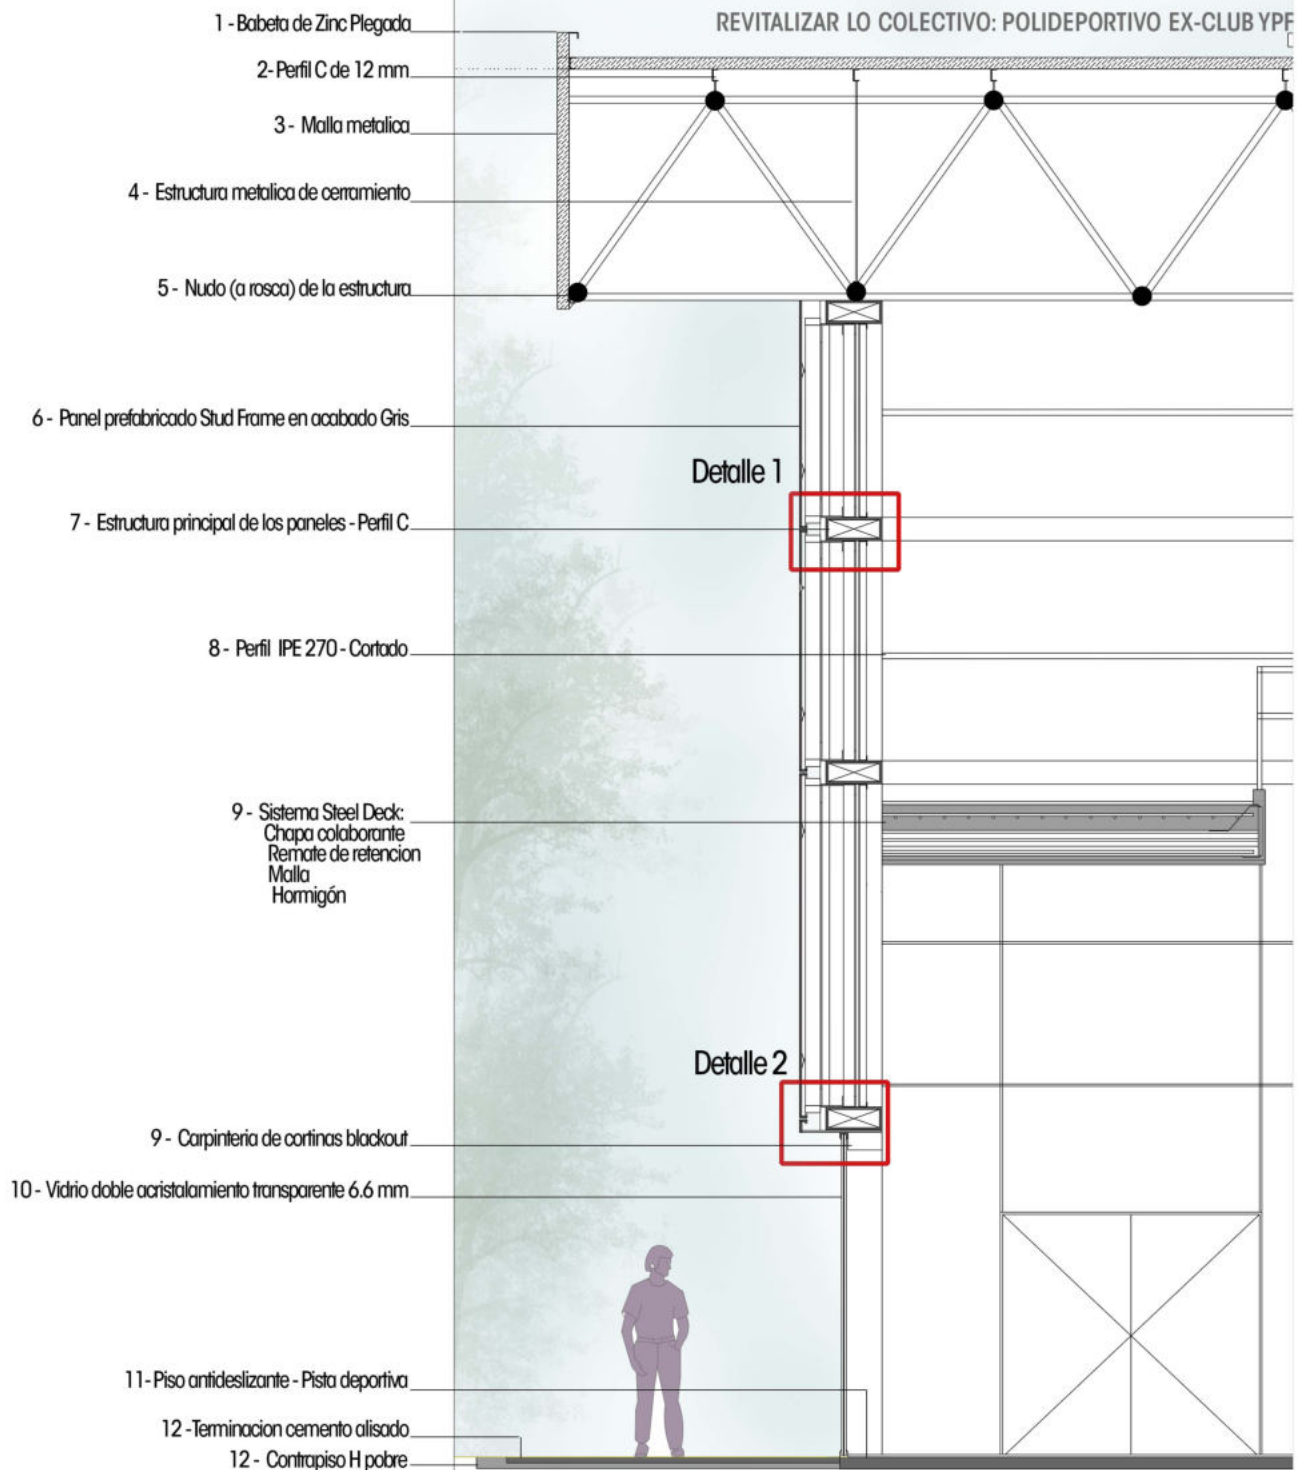 REVITALIZAR LO COLECTIVO: POLIDEPORTIVO EX-CLUB YPF
1 - Babeta de Zinc Plegada
2- Perfil C de 12 mm
3 - Malla metalica
4 - Estructura metalica de cerramiento
5 - Nudo (a rosca) de la estructura
6 - Panel prefabricado Stud Frame en acabado Gris
Detalle 1
7 - Estructura principal de los paneles - Perfil C
8 - Perfil IPE 270 - Cortado
9 - Sistema Steel Deck:
Chapa colaborante
Remate de retencion
Malla
Hormigón
Detalle 2
9 - Carpinteria de cortinas blackout
10 - Vidrio doble acristalamiento transparente 6.6 mm
11- Piso antideslizante - Pista deportiva
12 -Terminacion cemento alisado
12 - Contrapiso H pobre